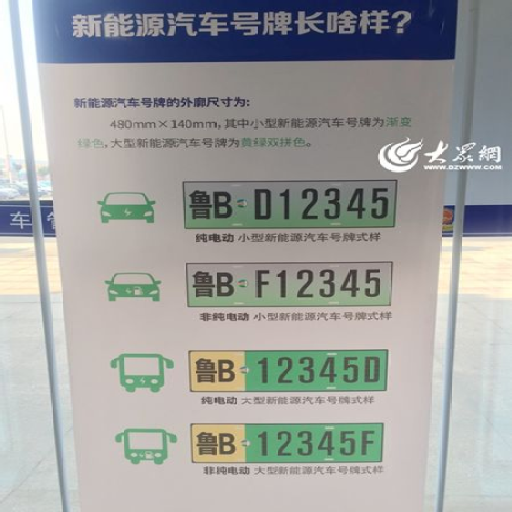 新能源汽车号牌长啥样？
新能源汽车号牌的外廓尺寸为：
480mm×140mm，其中小型新能源汽车号牌为渐变
绿色，大型新能源汽车号牌为黄绿双拼色。
大众網
www.dzwww.com
鲁B D12345
纯电动 小型新能源汽车号牌式样
车管
鲁B F12345
非纯电动 小型新能源汽车号牌式样
鲁B 12345D
纯电动 大型新能源汽车号牌式样
鲁B 12345F
非纯电动 大型新能源汽车号牌式样